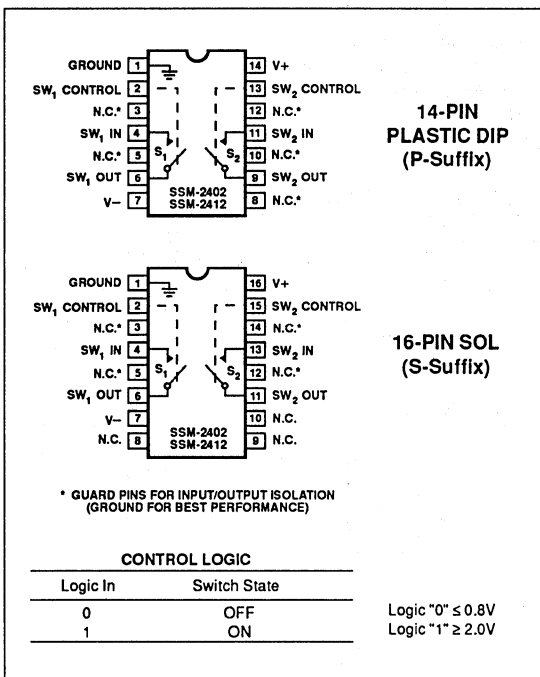 GROUND 1 14 V+
SW₁ CONTROL 2 13 SW₂ CONTROL
N.C.* 3 12 N.C.*
SW₁ IN 4 11 SW₂ IN
N.C.* 5 S₁ S₂ 10 N.C.*
SW₁ OUT 6 9 SW₂ OUT
V– 7 SSM-2402 8 N.C.*
SSM-2412
14-PIN
PLASTIC DIP
(P-Suffix)
GROUND 1 16 V+
SW₁ CONTROL 2 15 SW₂ CONTROL
N.C.* 3 14 N.C.*
SW₁ IN 4 13 SW₂ IN
N.C.* 5 S₁ S₂ 12 N.C.*
SW₁ OUT 6 11 SW₂ OUT
V– 7 10 N.C.
N.C. 8 SSM-2402 9 N.C.
SSM-2412
16-PIN SOL
(S-Suffix)
* GUARD PINS FOR INPUT/OUTPUT ISOLATION
(GROUND FOR BEST PERFORMANCE)
CONTROL LOGIC
Logic In Switch State
0 OFF Logic "0" ≤ 0.8V
1 ON Logic "1" ≥ 2.0V